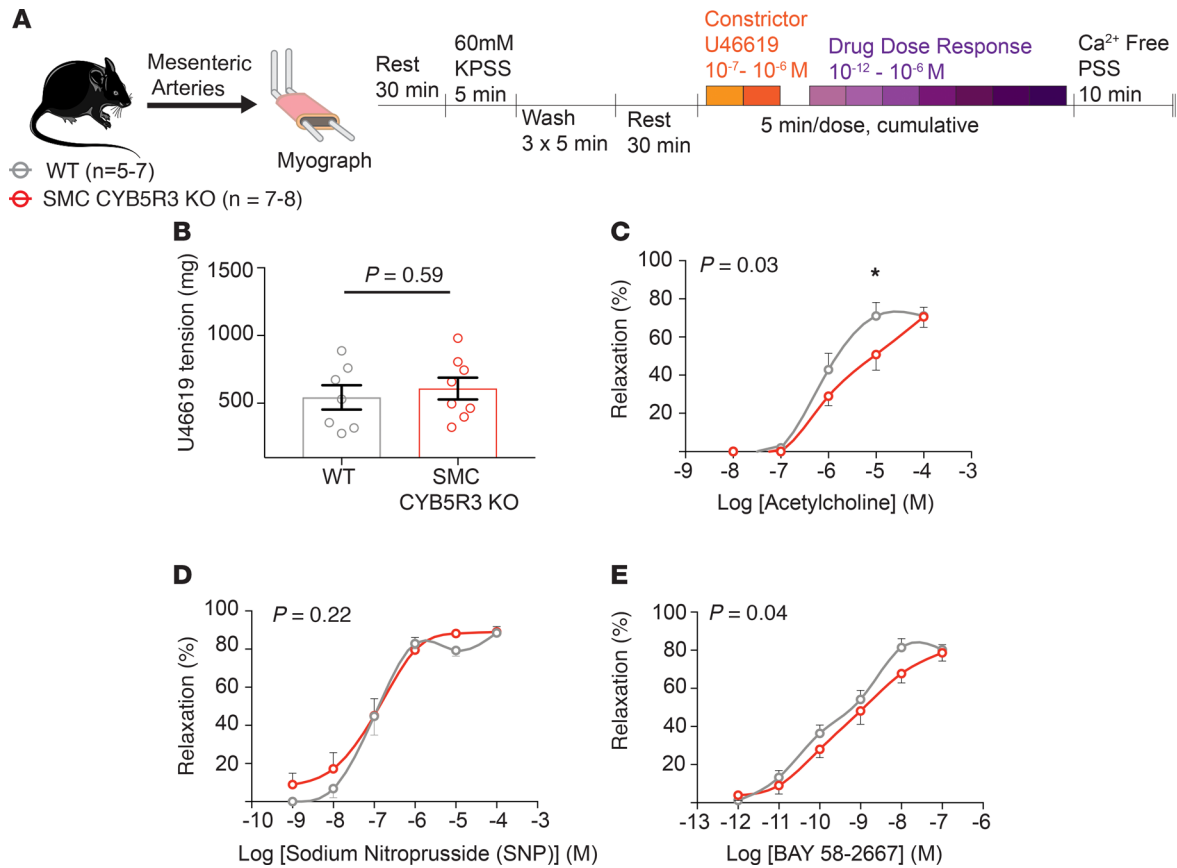 A
Mesenteric
Arteries
Myograph
WT (n=5-7)
SMC CYB5R3 KO (n = 7-8)
Rest
30 min
60mM
KPSS
5 min
Wash
3 x 5 min
Rest
30 min
Constrictor
U46619
10⁻⁷- 10⁻⁶ M
Drug Dose Response
10⁻¹² - 10⁻⁶ M
5 min/dose, cumulative
Ca²⁺ Free
PSS
10 min
B
U46619 tension (mg)
1500
1000
500
P = 0.59
WT
SMC
CYB5R3 KO
C
Relaxation (%)
100
80
60
40
20
P = 0.03
*
-9 -8 -7 -6 -5 -4 -3
Log [Acetylcholine] (M)
D
Relaxation (%)
100
80
60
40
20
P = 0.22
-10 -9 -8 -7 -6 -5 -4 -3
Log [Sodium Nitroprusside (SNP)] (M)
E
Relaxation (%)
100
80
60
40
20
P = 0.04
-13 -12 -11 -10 -9 -8 -7 -6
Log [BAY 58-2667] (M)